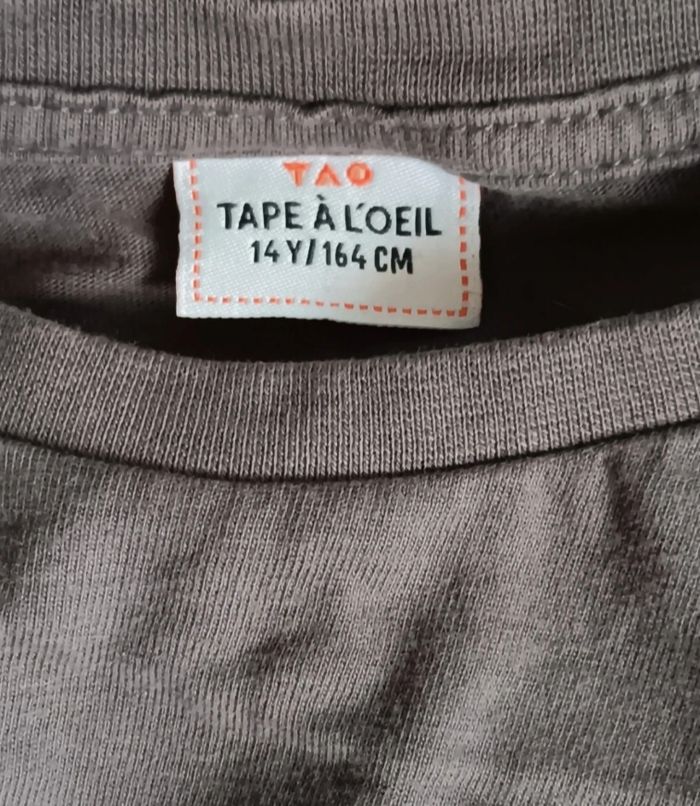 TAO
TAPE À L'OEIL
14 Y/164 CM